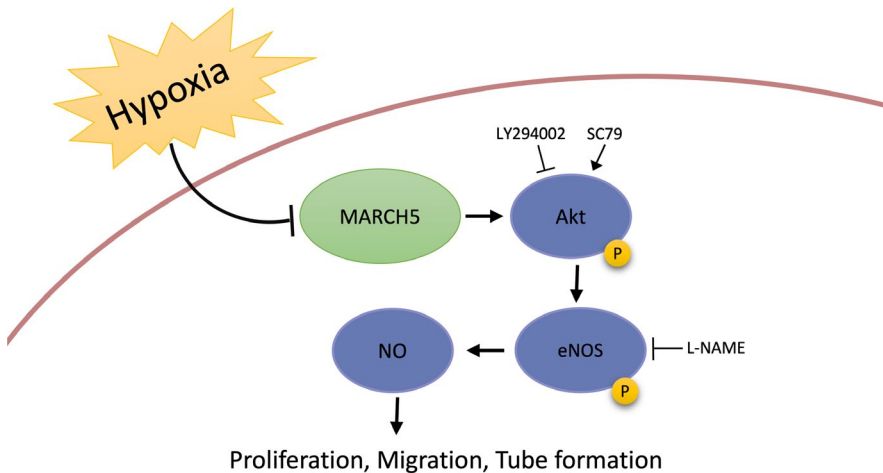 Hypoxia
LY294002
SC79
MARCH5
Akt
P
NO
eNOS
L-NAME
P
Proliferation, Migration, Tube formation